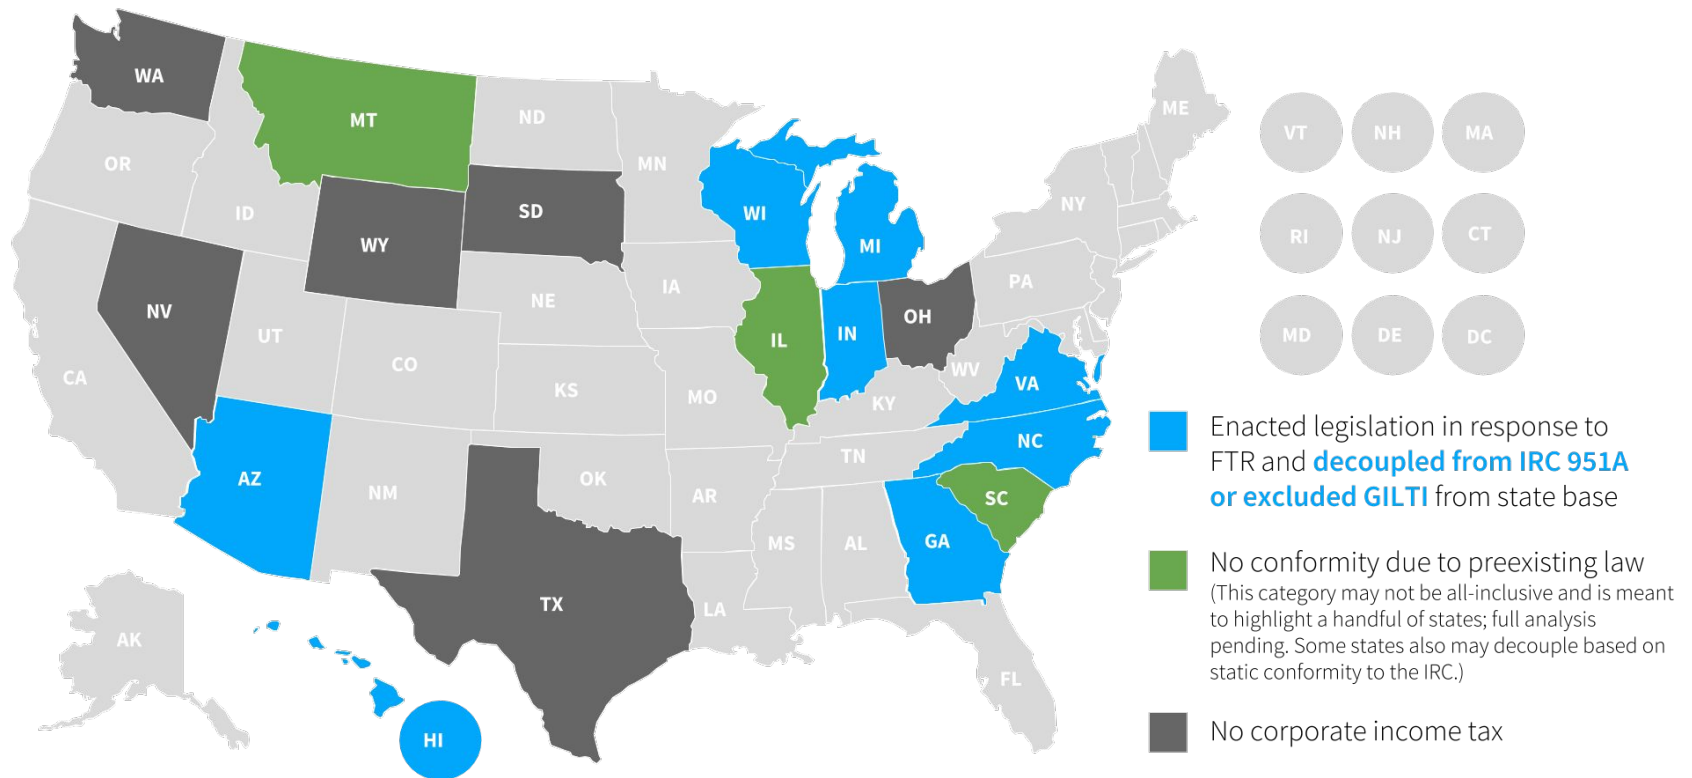 WA
MT
ND
ME
OR
MN
ID
SD
WI
NY
WY
MI
VT
NH
MA
RI
NJ
CT
MD
DE
DC
NV
NE
IA
PA
UT
IL
IN
OH
CA
CO
KS
MO
WV
VA
KY
NC
AZ
NM
OK
TN
AR
SC
MS
AL
GA
TX
LA
AK
FL
HI
Enacted legislation in response to
FTR and decoupled from IRC 951A
or excluded GILTI from state base
No conformity due to preexisting law
(This category may not be all-inclusive and is meant
to highlight a handful of states; full analysis
pending. Some states also may decouple based on
static conformity to the IRC.)
No corporate income tax